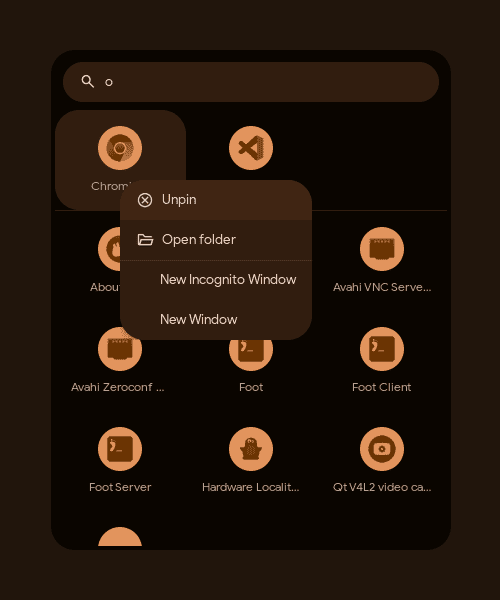 o
Chromi
Unpin
Open folder
New Incognito Window
New Window
About
Avahi VNC Serve...
Avahi Zeroconf ...
Foot
Foot Client
Foot Server
Hardware Localit...
Qt V4L2 video ca...